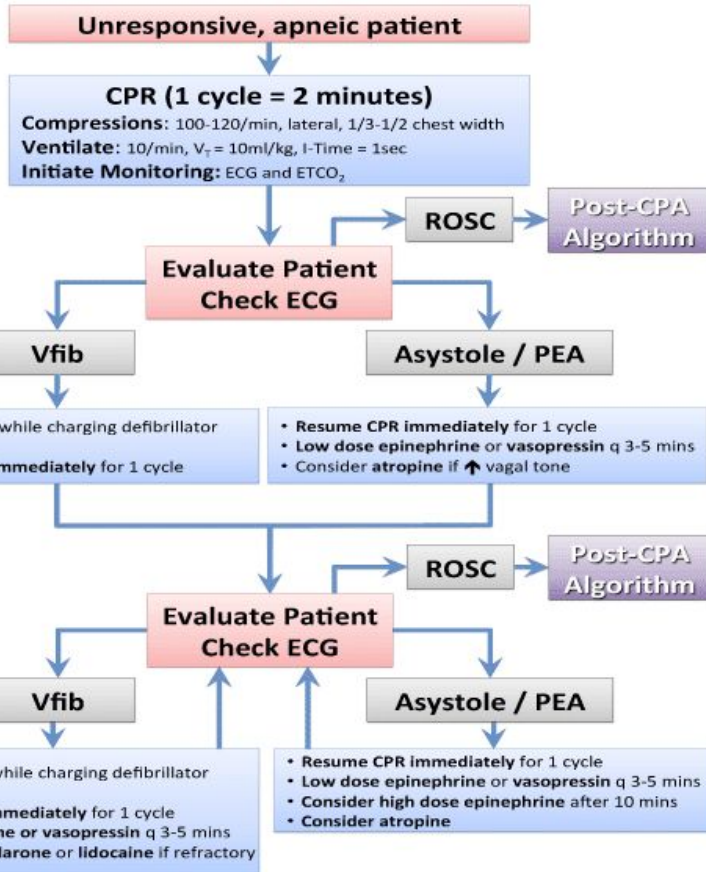 Unresponsive, apneic patient
CPR (1 cycle = 2 minutes)
Compressions: 100-120/min, lateral, 1/3-1/2 chest width
Ventilate: 10/min, VT = 10ml/kg, I-Time = 1sec
Initiate Monitoring: ECG and ETCO2
ROSC
Post-CPA
Algorithm
Evaluate Patient
Check ECG
Vfib
Asystole / PEA
while charging defibrillator
mmediately for 1 cycle
• Resume CPR immediately for 1 cycle
• Low dose epinephrine or vasopressin q 3-5 mins
• Consider atropine if ↑ vagal tone
ROSC
Post-CPA
Algorithm
Evaluate Patient
Check ECG
Vfib
Asystole / PEA
while charging defibrillator
mmediately for 1 cycle
ne or vasopressin q 3-5 mins
larone or lidocaine if refractory
• Resume CPR immediately for 1 cycle
• Low dose epinephrine or vasopressin q 3-5 mins
• Consider high dose epinephrine after 10 mins
• Consider atropine